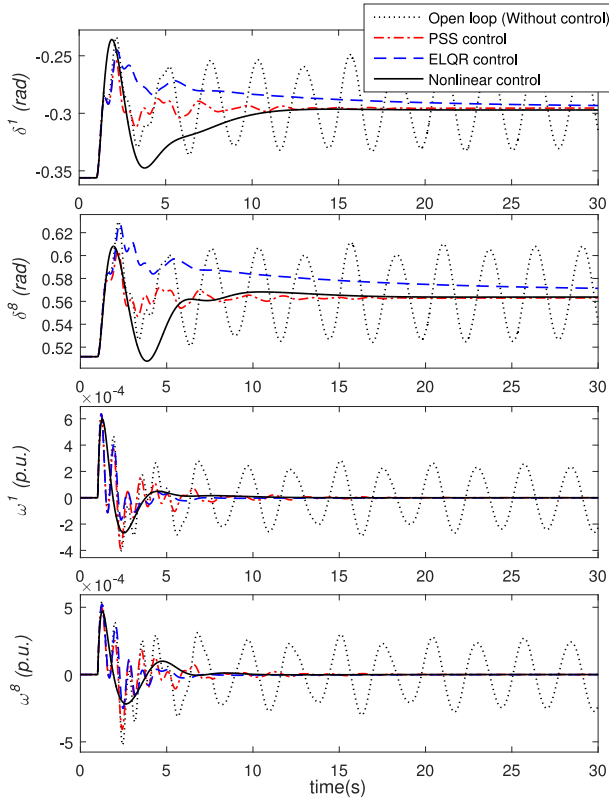 Open loop (Without control)
PSS control
ELQR control
Nonlinear control
-0.25
-0.3
-0.35
δ¹ (rad)
0 5 10 15 20 25 30
0.62
0.6
0.58
0.56
0.54
0.52
δ⁸ (rad)
0 5 10 15 20 25 30
×10⁻⁴
6
4
2
0
-2
-4
ω¹ (p.u.)
0 5 10 15 20 25 30
×10⁻⁴
5
0
-5
ω⁸ (p.u.)
0 5 10 15 20 25 30
time(s)